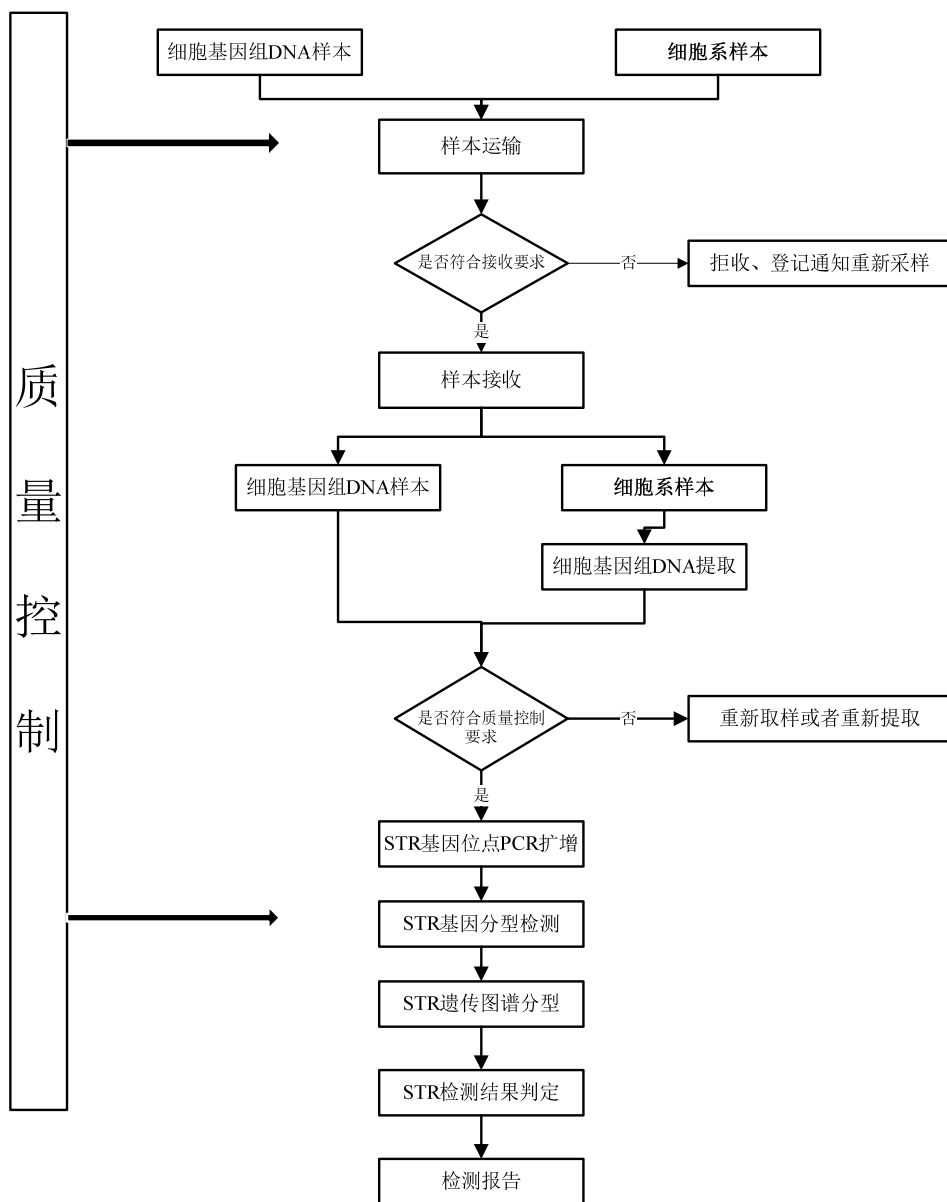 细胞基因组DNA样本
细胞系样本
样本运输
是否符合接收要求
否
拒收、登记通知重新采样
是
样本接收
细胞基因组DNA样本
细胞系样本
细胞基因组DNA提取
是否符合质量控制
要求
否
重新取样或者重新提取
是
STR基因位点PCR扩增
STR基因分型检测
STR遗传图谱分型
STR检测结果判定
检测报告
质
量
控
制